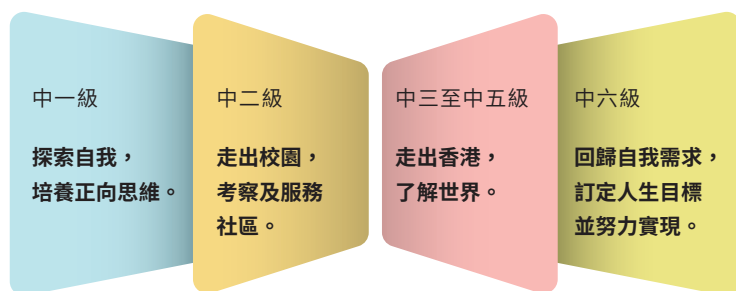 中一級
探索自我，
培養正向思維。
中二級
走出校園，
考察及服務
社區。
中三至中五級
走出香港，
了解世界。
中六級
回歸自我需求，
訂定人生目標
並努力實現。